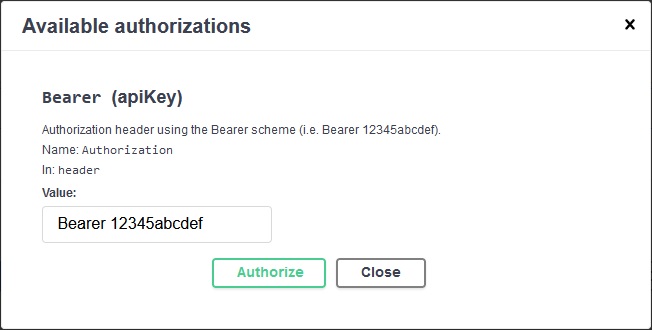 Available authorizations
×
Bearer (apiKey)
Authorization header using the Bearer scheme (i.e. Bearer 12345abcdef).
Name: Authorization
In: header
Value:
Bearer 12345abcdef
Authorize Close